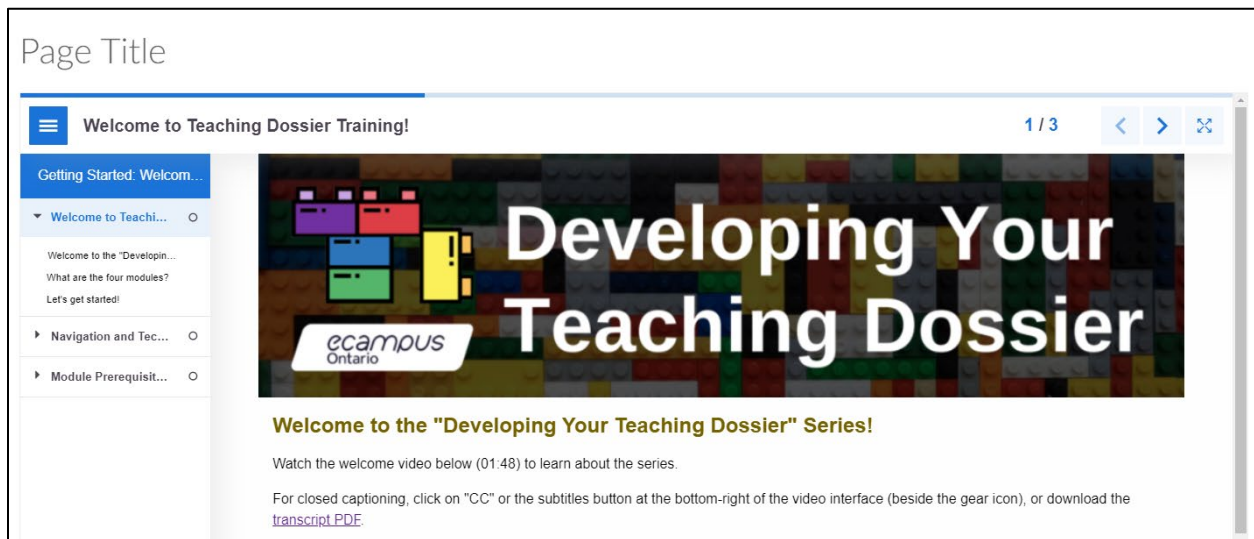 Page Title
Welcome to Teaching Dossier Training!
1 / 3
Getting Started: Welcom...
Welcome to Teachi...
Welcome to the "Developin...
What are the four modules?
Let's get started!
Navigation and Tec...
Module Prerequisit...
Developing Your
Teaching Dossier
ecampus
Ontario
Welcome to the "Developing Your Teaching Dossier" Series!
Watch the welcome video below (01:48) to learn about the series.
For closed captioning, click on "CC" or the subtitles button at the bottom-right of the video interface (beside the gear icon), or download the
transcript PDF.